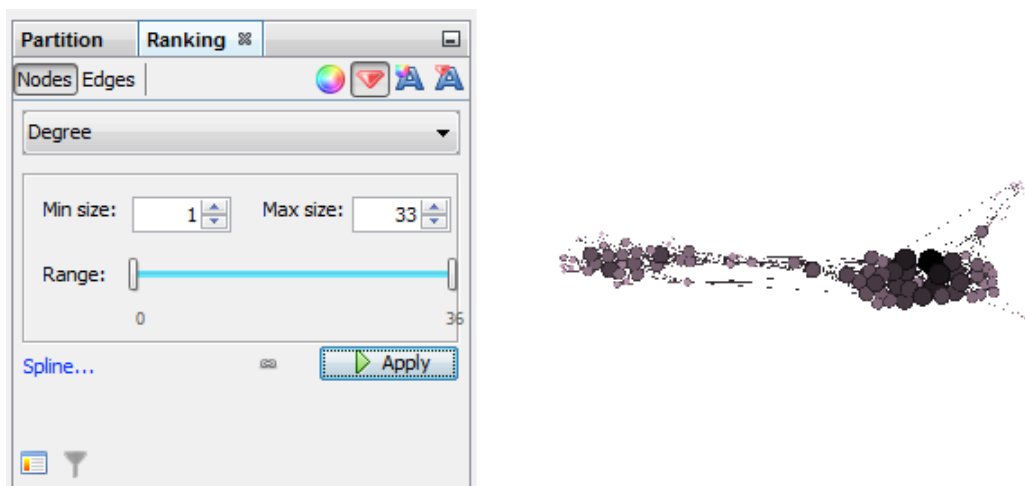 Partition Ranking
Nodes Edges
Degree
Min size: 1 Max size: 33
Range:
0 36
Spline... Apply